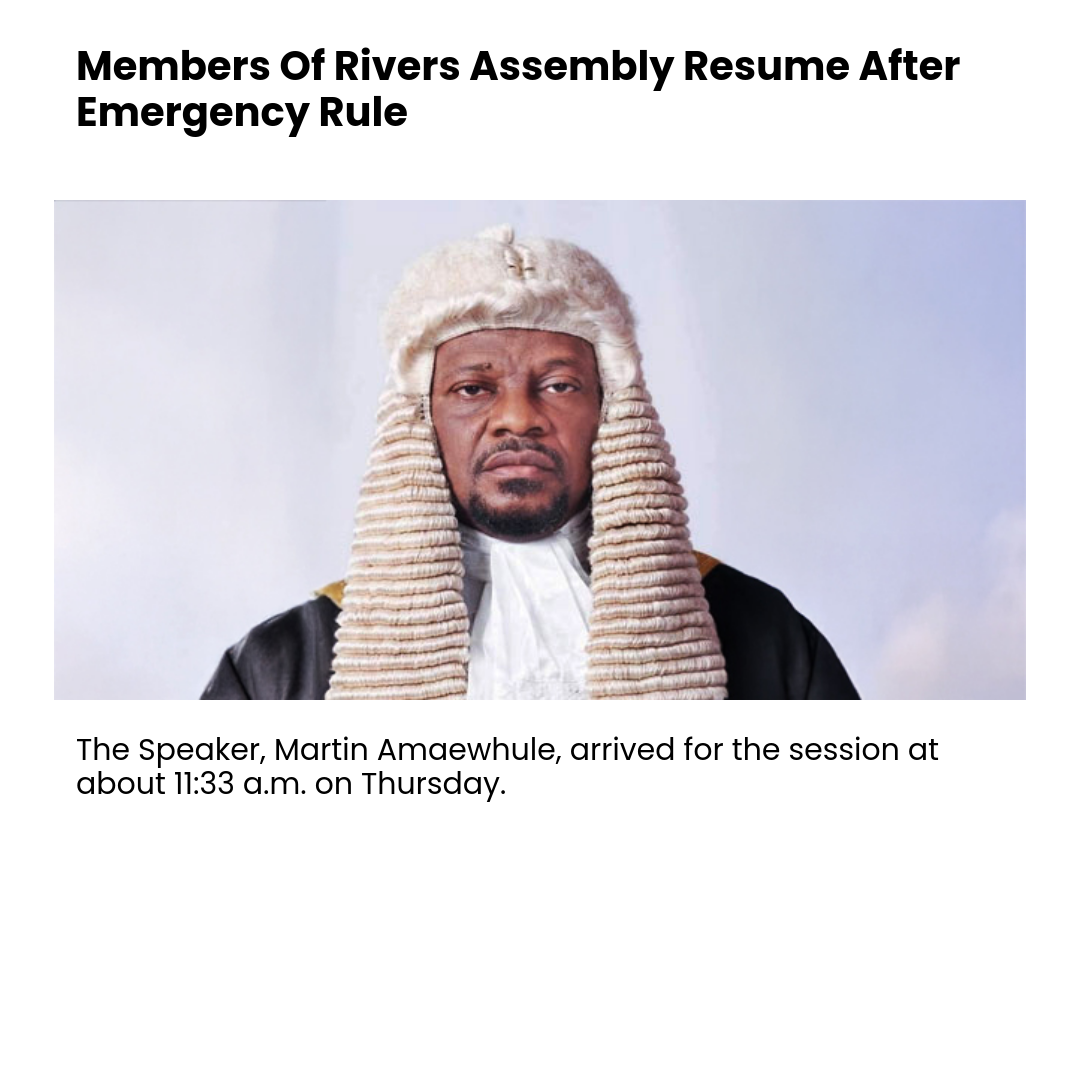 Members Of Rivers Assembly Resume After
Emergency Rule
The Speaker, Martin Amaewhule, arrived for the session at
about 11:33 a.m. on Thursday.